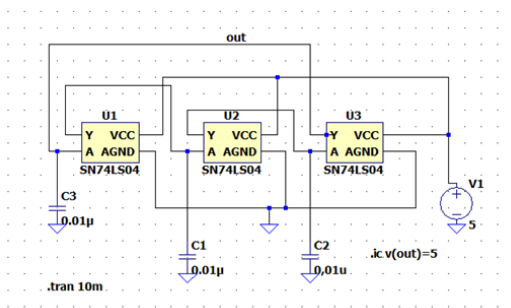 out
U1 U2 U3
Y VCC Y VCC Y VCC
A AGND A AGND A AGND
SN74LS04 SN74LS04 SN74LS04
C3 V1
0.01µ 5
C1 C2 .ic v(out)=5
0.01µ 0,01u
.tran 10m